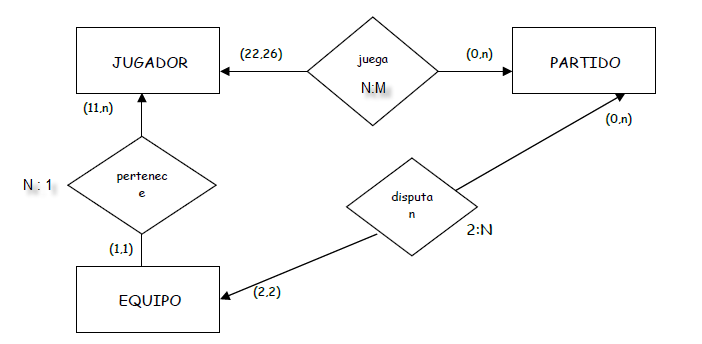 JUGADOR
(22,26)
juega
N:M
(0,n)
PARTIDO
(11,n)
(0,n)
N : 1
pertenec
e
disputa
n
2:N
(1,1)
EQUIPO
(2,2)